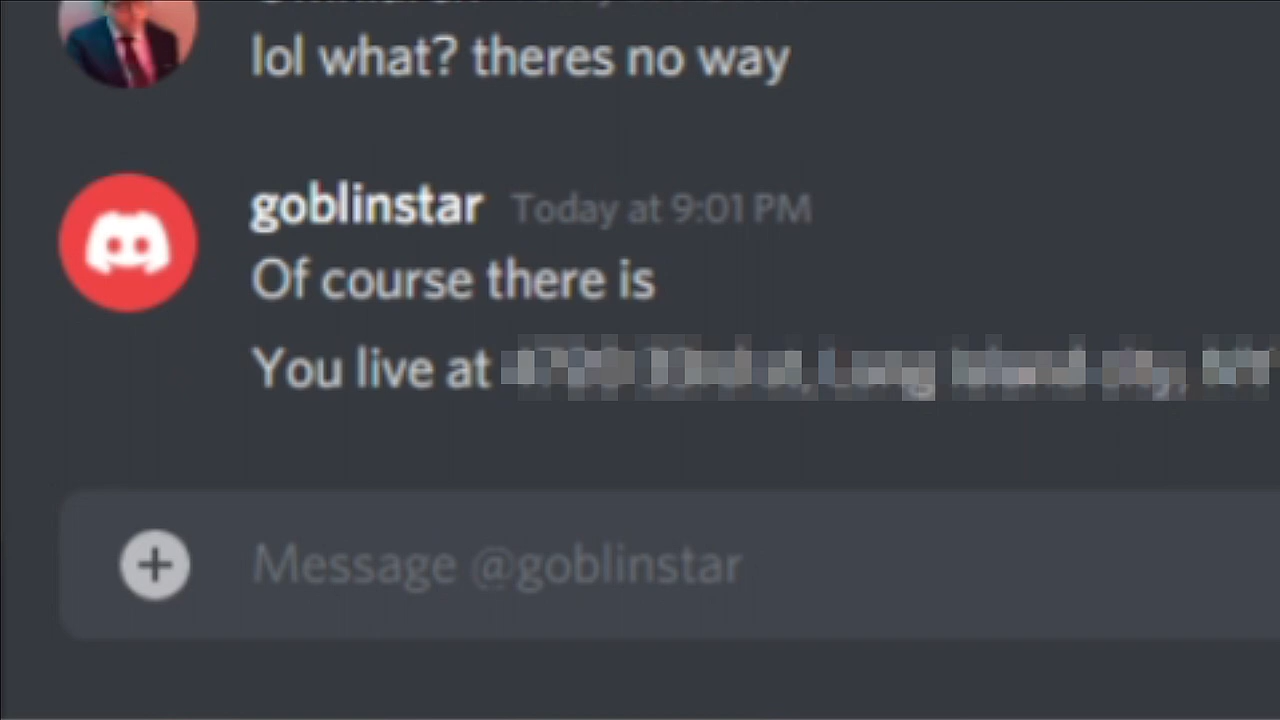 lol what? theres no way
goblinstar Today at 9:01 PM
Of course there is
You live at
Message @goblinstar